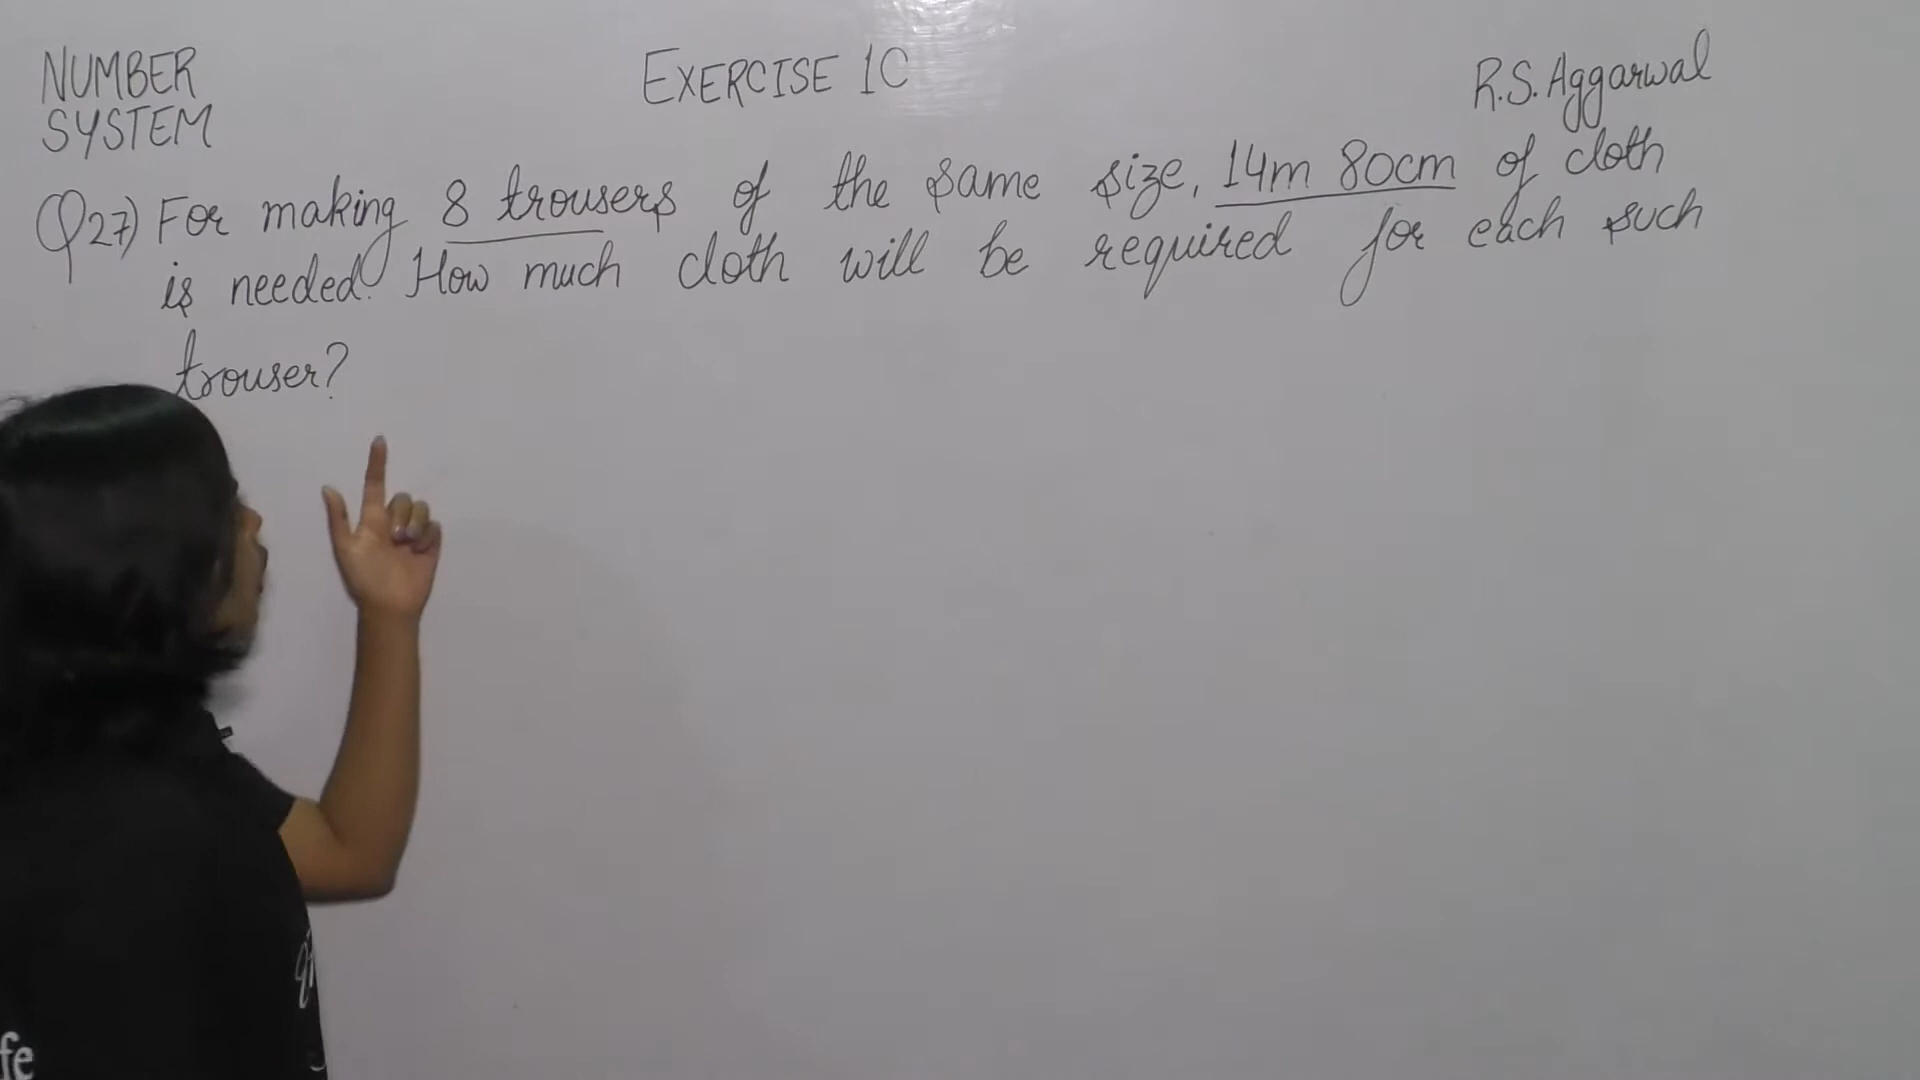 NUMBER
SYSTEM
EXERCISE 1C
R.S. Aggarwal
Q27) For making 8 trousers of the same size, 14m 80cm of cloth
is needed. How much cloth will be required for each such
trouser?
fe